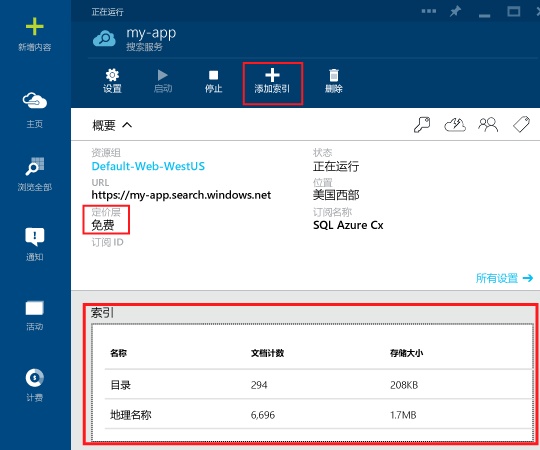 正在运行
my-app
搜索服务
新增内容
设置 启动 停止 添加索引 删除
主页
概要
资源组 状态
Default-Web-WestUS 正在运行
URL 位置
https://my-app.search.windows.net 美国西部
浏览全部
定价层 订阅名称
免费 SQL Azure Cx
订阅 ID
通知
所有设置
索引
活动
名称 文档计数 存储大小
目录 294 208KB
计费
地理名称 6,696 1.7MB